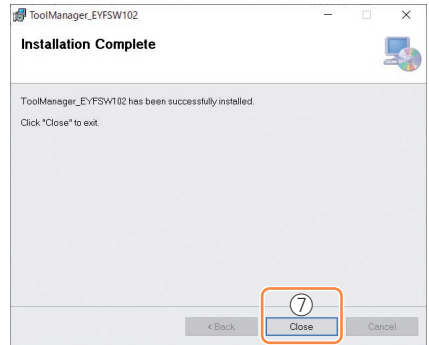 ToolManager_EYFSW102
Installation Complete
ToolManager_EYFSW102 has been successfully installed.
Click "Close" to exit.
⑦
< Back Close Cancel